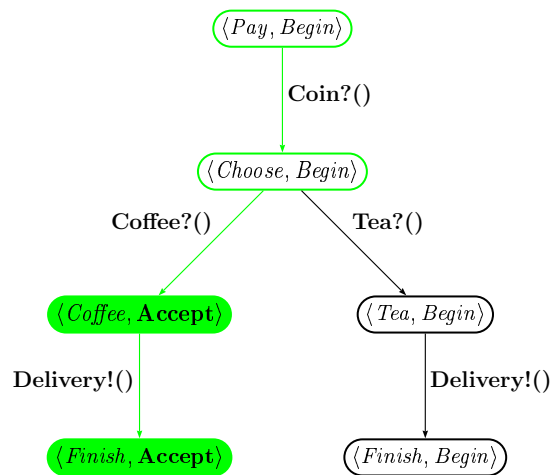 ⟨Pay, Begin⟩
Coin?()
⟨Choose, Begin⟩
Coffee?()
Tea?()
⟨Coffee, Accept⟩
⟨Tea, Begin⟩
Delivery!()
Delivery!()
⟨Finish, Accept⟩
⟨Finish, Begin⟩